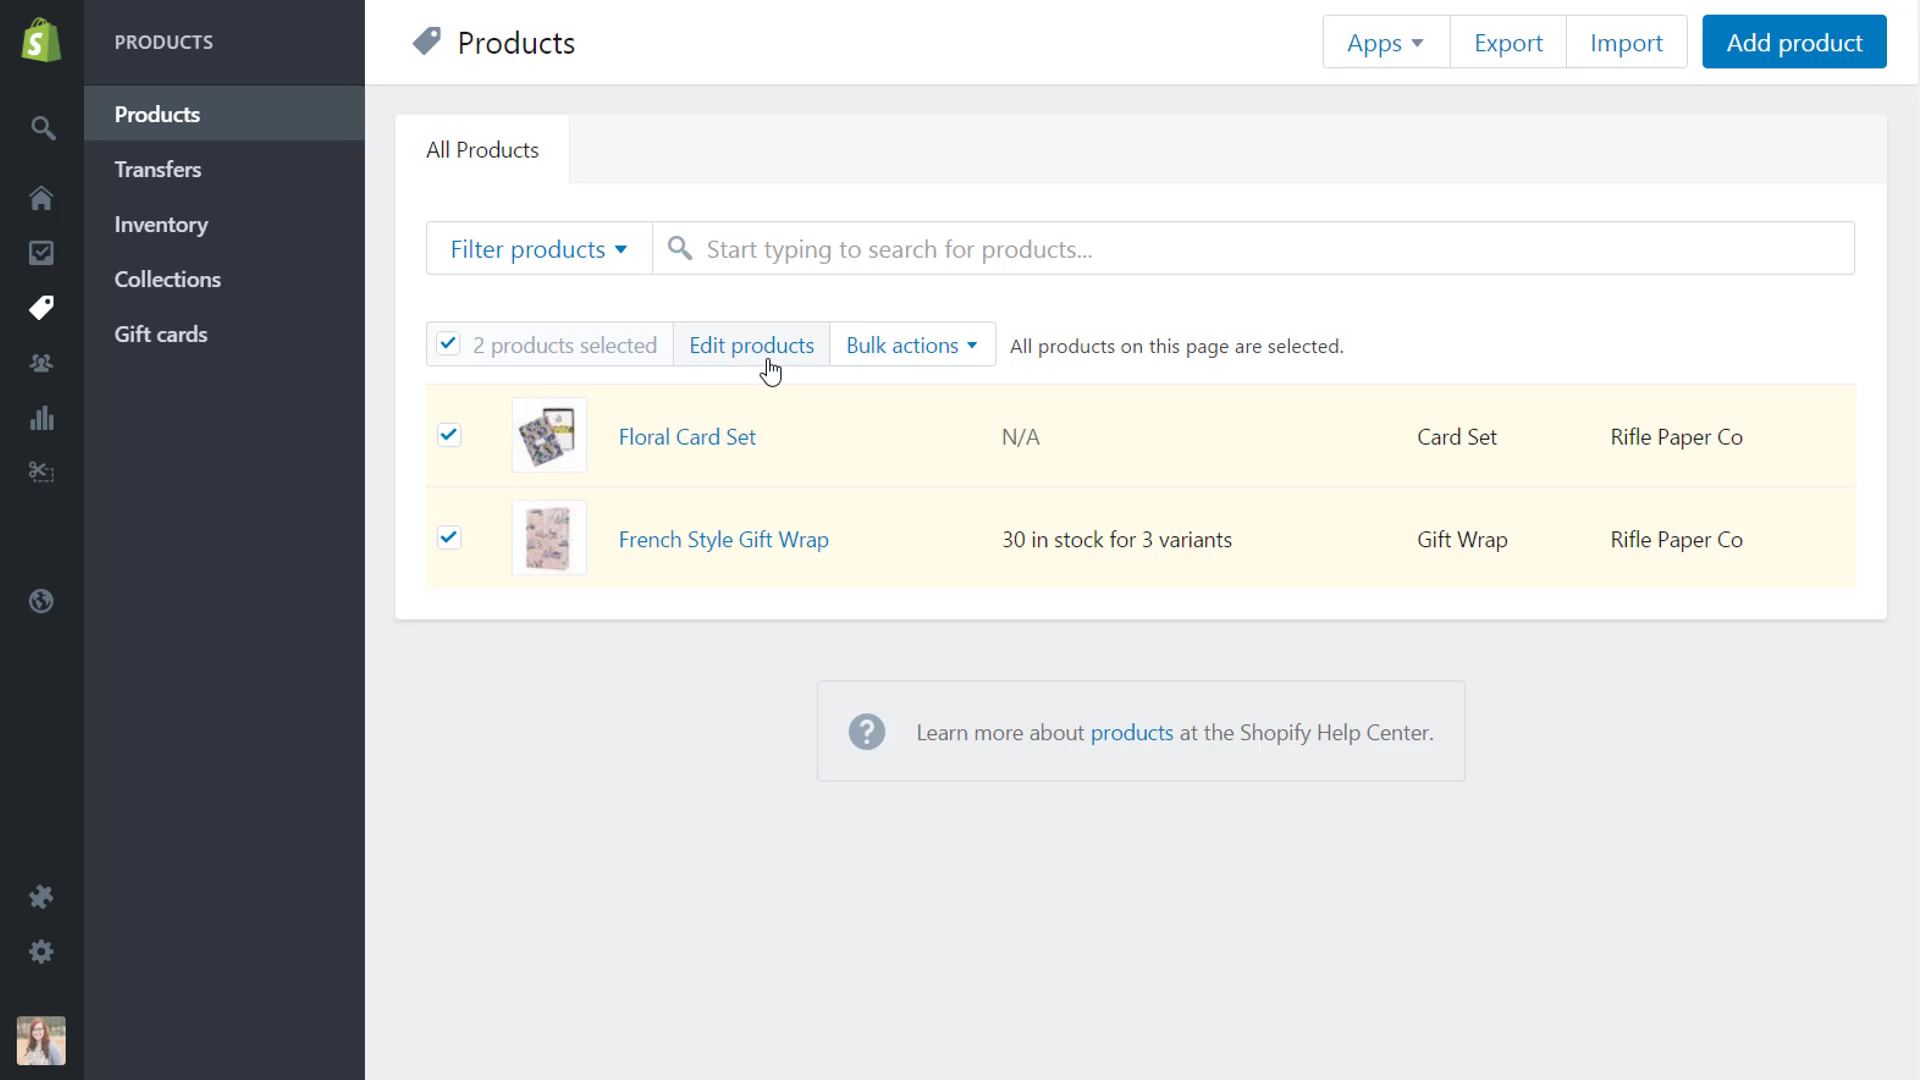 PRODUCTS
Products
Transfers
Inventory
Collections
Gift cards
Products
Apps
Export
Import
Add product
All Products
Filter products
Start typing to search for products...
2 products selected
Edit products
Bulk actions
All products on this page are selected.
Floral Card Set N/A Card Set Rifle Paper Co
French Style Gift Wrap 30 in stock for 3 variants Gift Wrap Rifle Paper Co
Learn more about products at the Shopify Help Center.